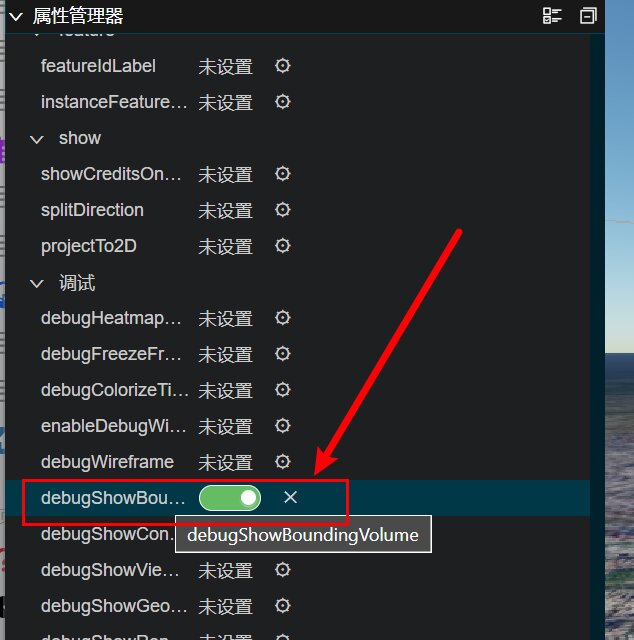 属性管理器
feature
featureIdLabel 未设置
instanceFeature... 未设置
show
showCreditsOn... 未设置
splitDirection 未设置
projectTo2D 未设置
调试
debugHeatmap... 未设置
debugFreezeFr... 未设置
debugColorizeTi... 未设置
enableDebugWi... 未设置
debugWireframe 未设置
debugShowBou...
debugShowCon...
debugShowBoundingVolume
debugShowVie... 未设置
debugShowGeo... 未设置